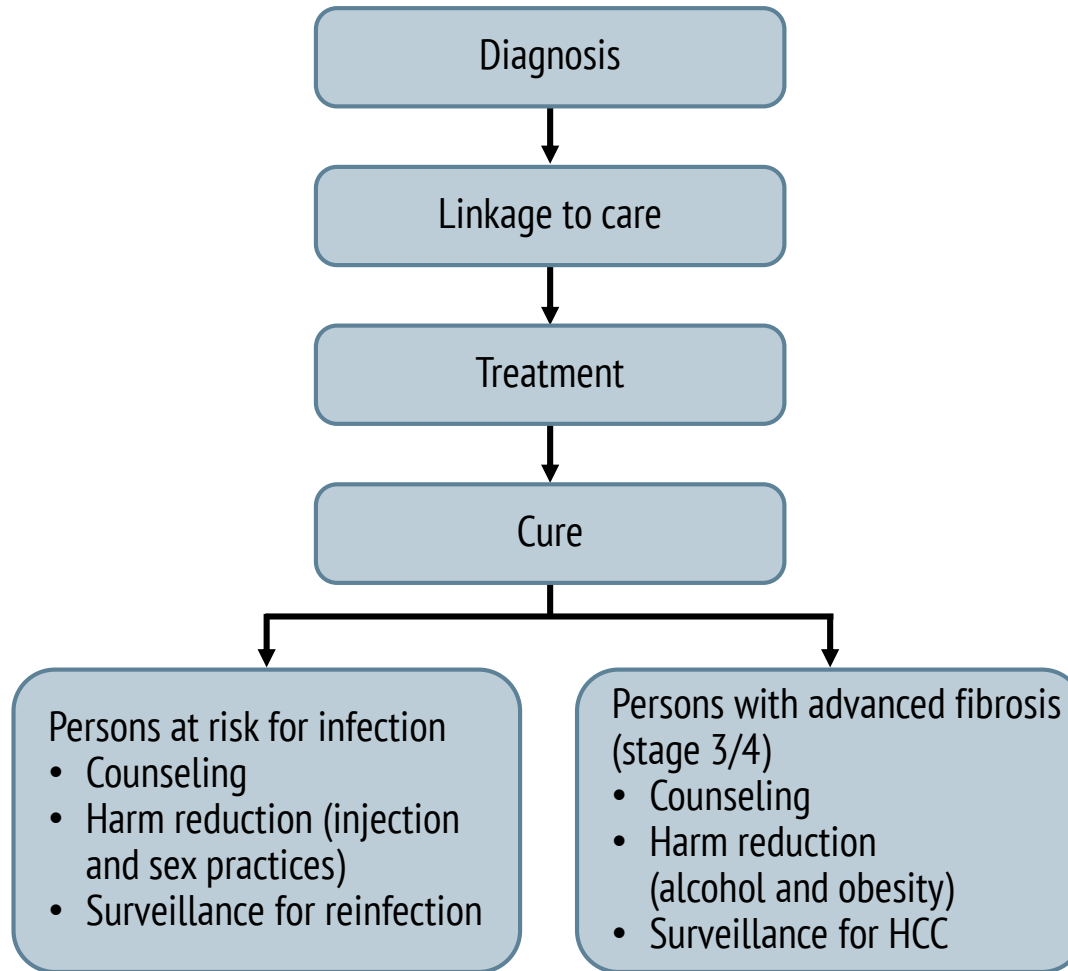 Diagnosis
Linkage to care
Treatment
Cure
Persons at risk for infection
• Counseling
• Harm reduction (injection
and sex practices)
• Surveillance for reinfection
Persons with advanced fibrosis
(stage 3/4)
• Counseling
• Harm reduction
(alcohol and obesity)
• Surveillance for HCC